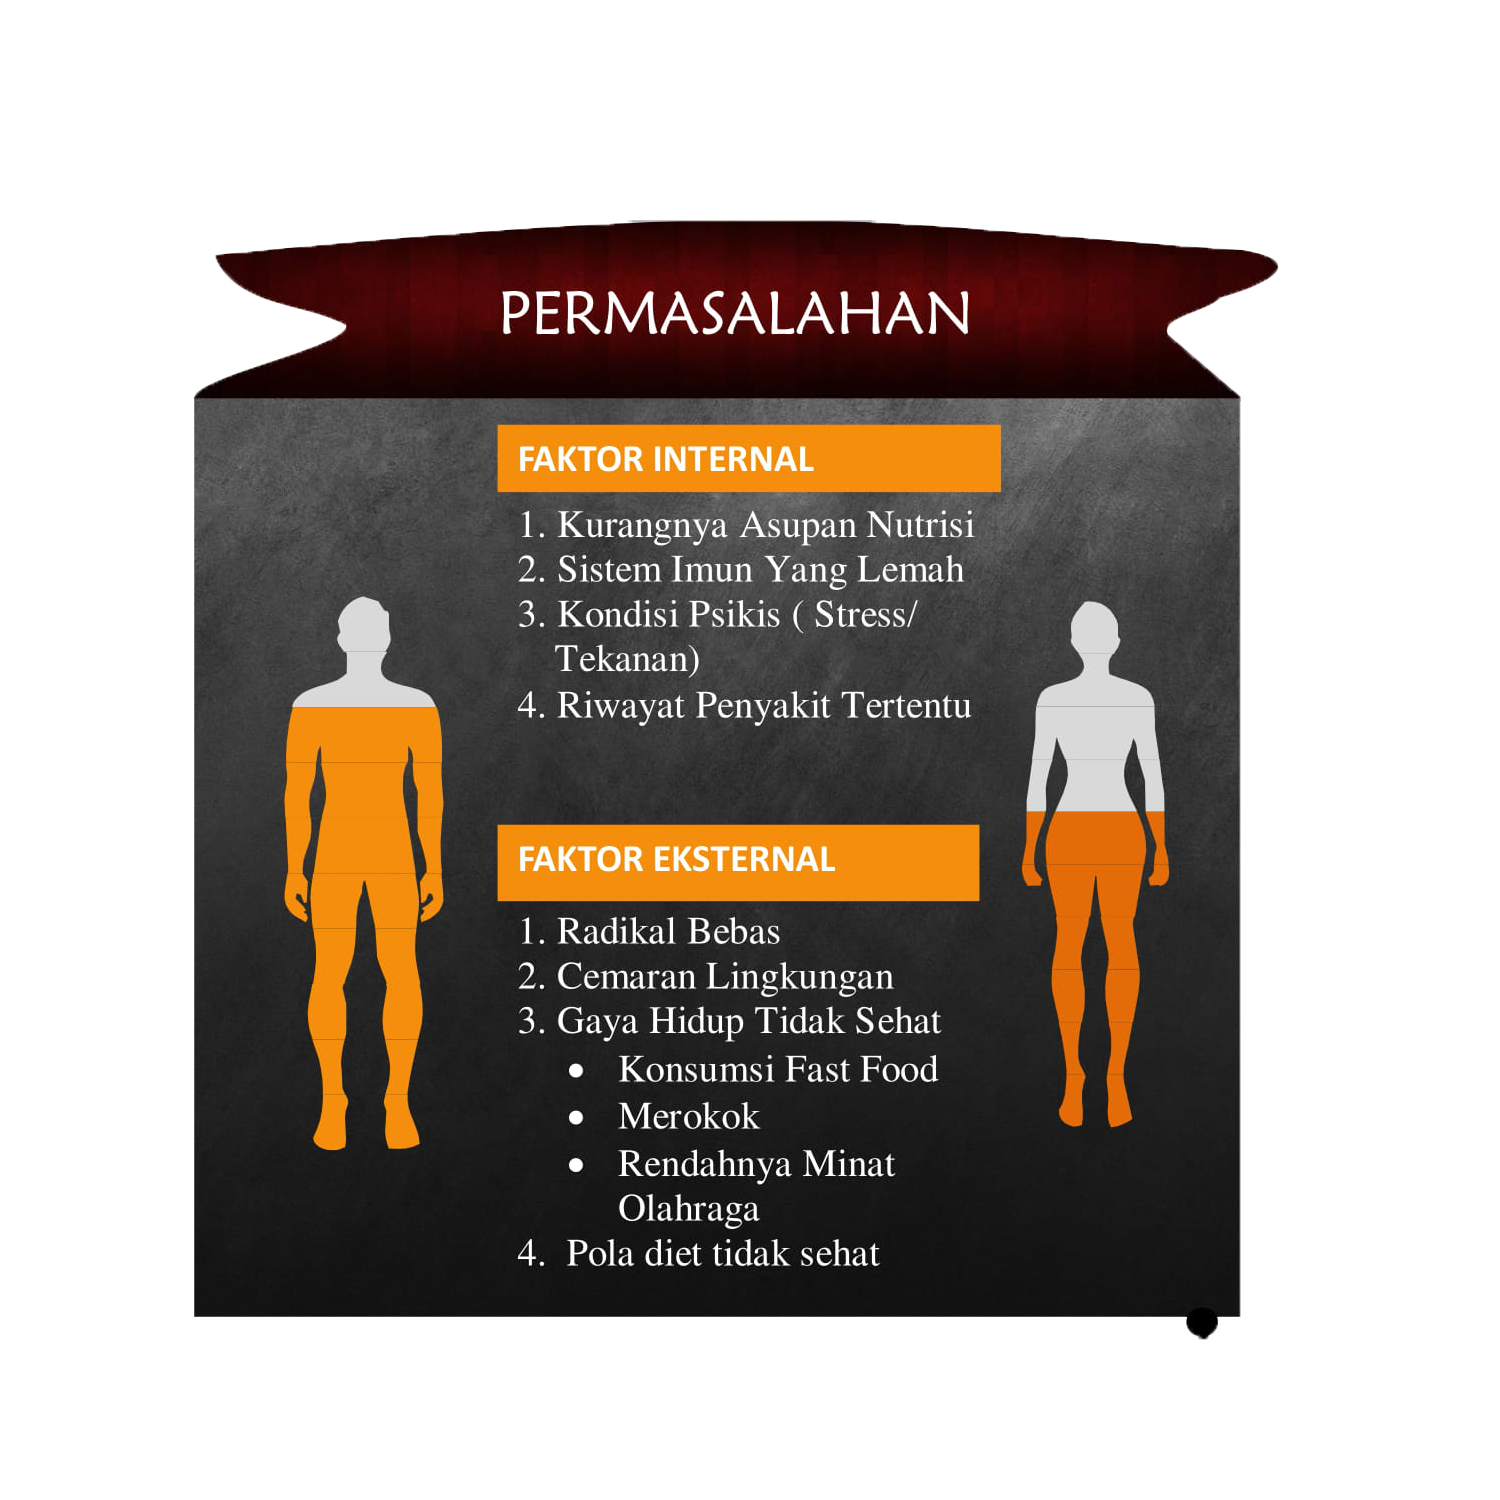 PERMASALAHAN
FAKTOR INTERNAL
1. Kurangnya Asupan Nutrisi
2. Sistem Imun Yang Lemah
3. Kondisi Psikis ( Stress/
Tekanan)
4. Riwayat Penyakit Tertentu
FAKTOR EKSTERNAL
1. Radikal Bebas
2. Cemaran Lingkungan
3. Gaya Hidup Tidak Sehat
• Konsumsi Fast Food
• Merokok
• Rendahnya Minat
Olahraga
4. Pola diet tidak sehat